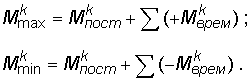 M^k_max = M^k_пост + ∑ (+M^k_врем) ;
M^k_min = M^k_пост + ∑ (−M^k_врем) .